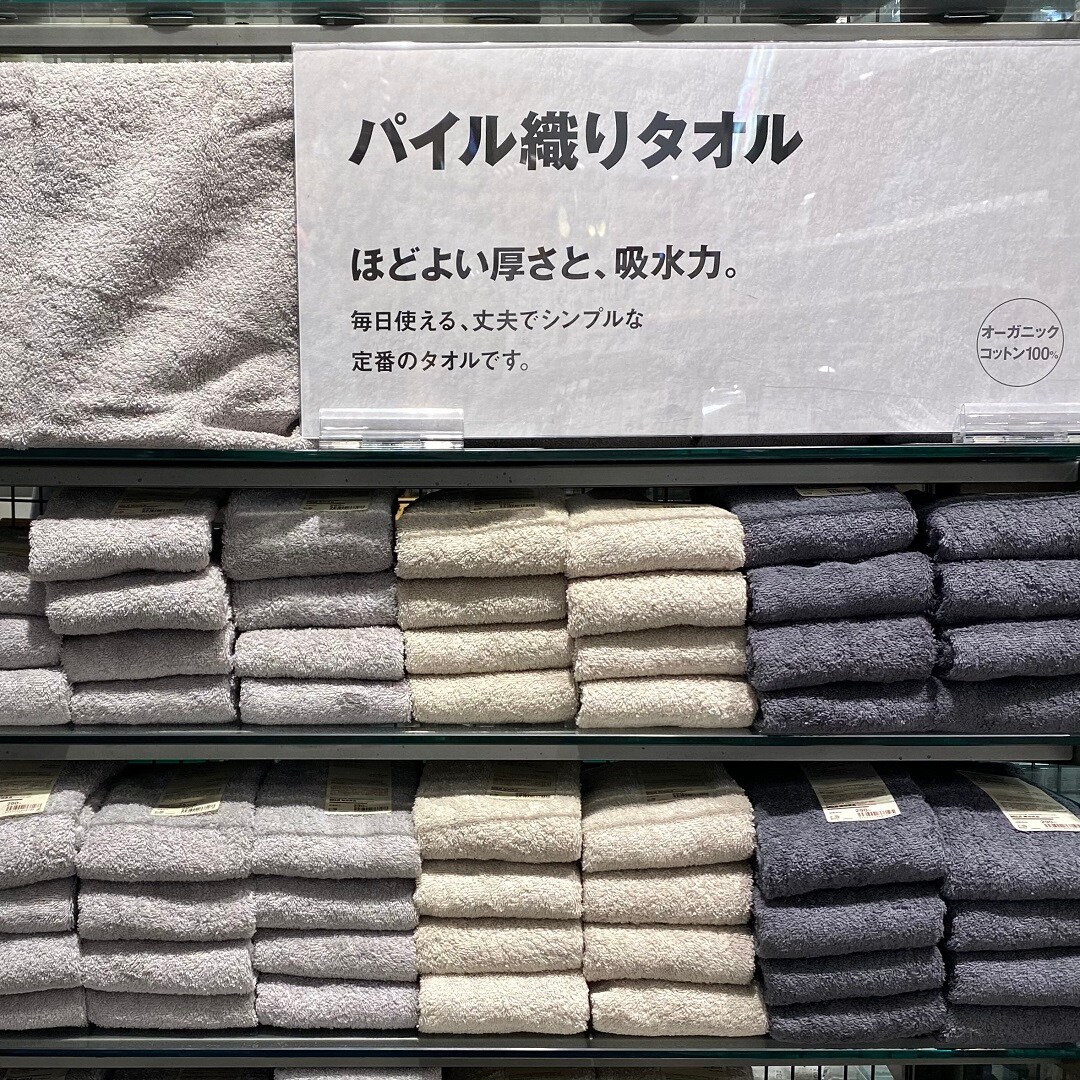 パイル織りタオル
ほどよい厚さと、吸水力。
毎日使える、丈夫でシンプルな
定番のタオルです。
オーガニック
コットン100%
290